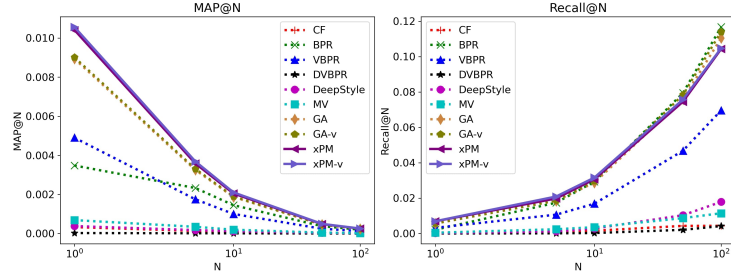 MAP@N
0.010
0.008
0.006
0.004
0.002
0.000
MAP@N
10⁰
10¹
10²
N
CF
BPR
VBPR
DVBPR
DeepStyle
MV
GA
GA-v
xPM
xPM-v
Recall@N
0.12
0.10
0.08
0.06
0.04
0.02
0.00
Recall@N
10⁰
10¹
10²
N
CF
BPR
VBPR
DVBPR
DeepStyle
MV
GA
GA-v
xPM
xPM-v